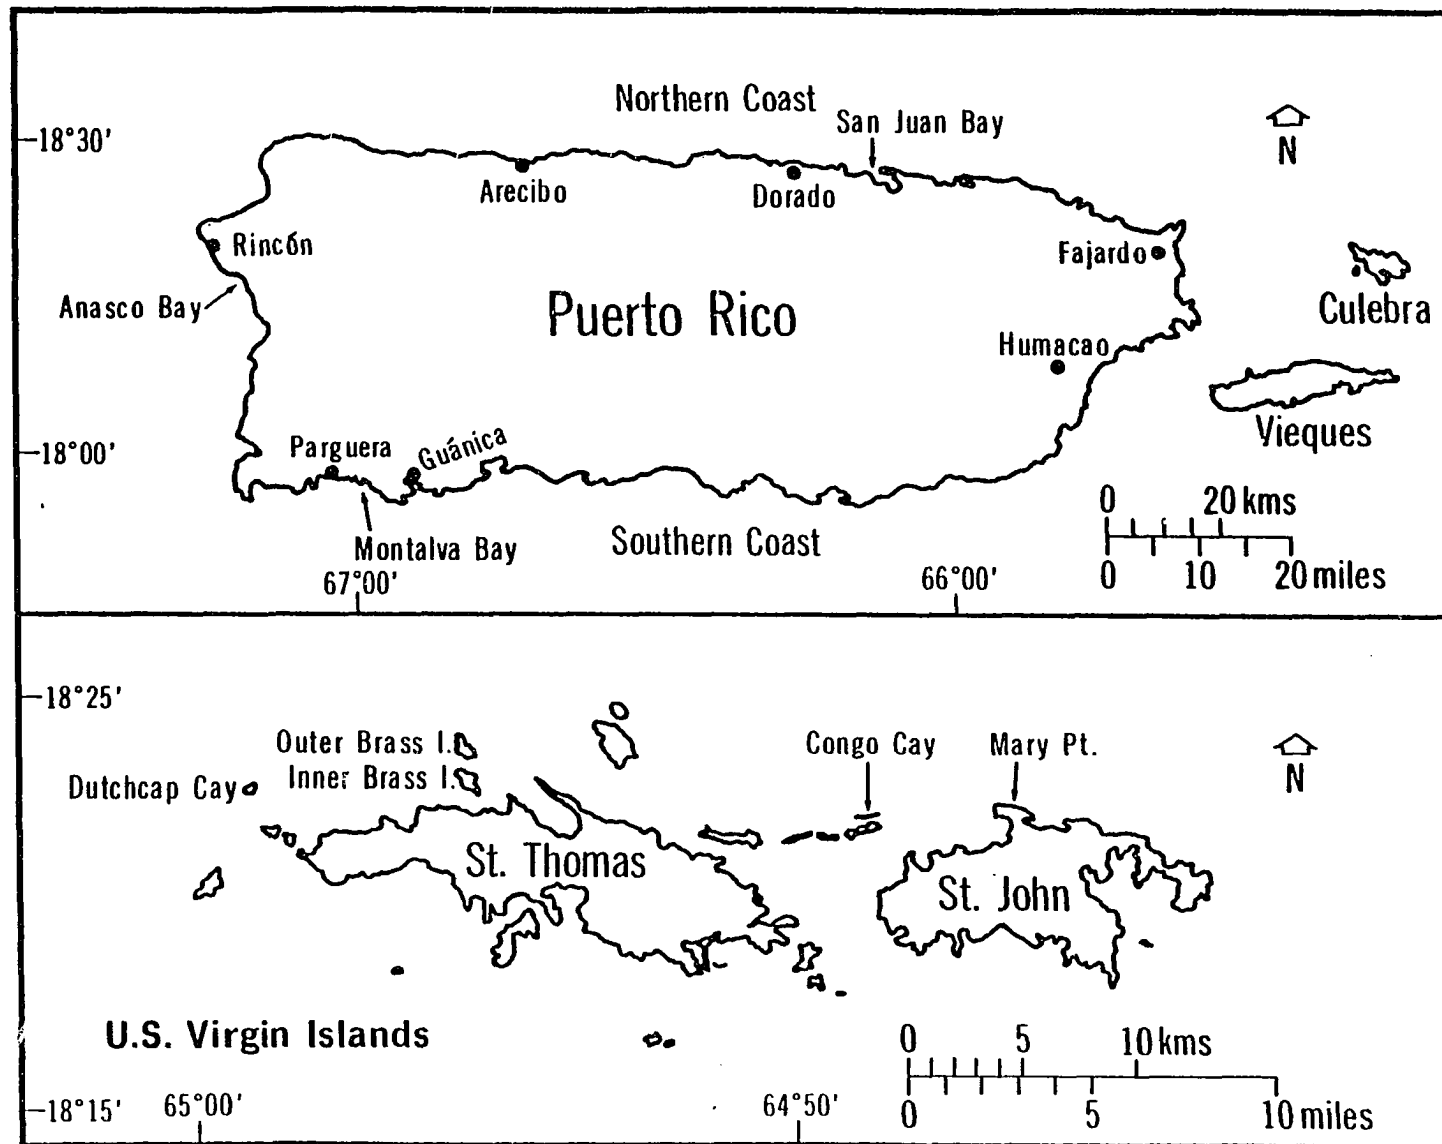 Northern Coast
San Juan Bay
18°30'
N
Arecibo
Dorado
Rincón
Fajardo
Anasco Bay
Puerto Rico
Culebra
Humacao
Vieques
Parguera
Guánica
18°00'
Montalva Bay
Southern Coast
0 20 kms
0 10 20 miles
67°00'
66°00'
18°25'
Outer Brass I.
Inner Brass I.
Dutchcap Cay
Congo Cay
Mary Pt.
N
St. Thomas
St. John
U.S. Virgin Islands
0 5 10 kms
0 5 10 miles
18°15'
65°00'
64°50'